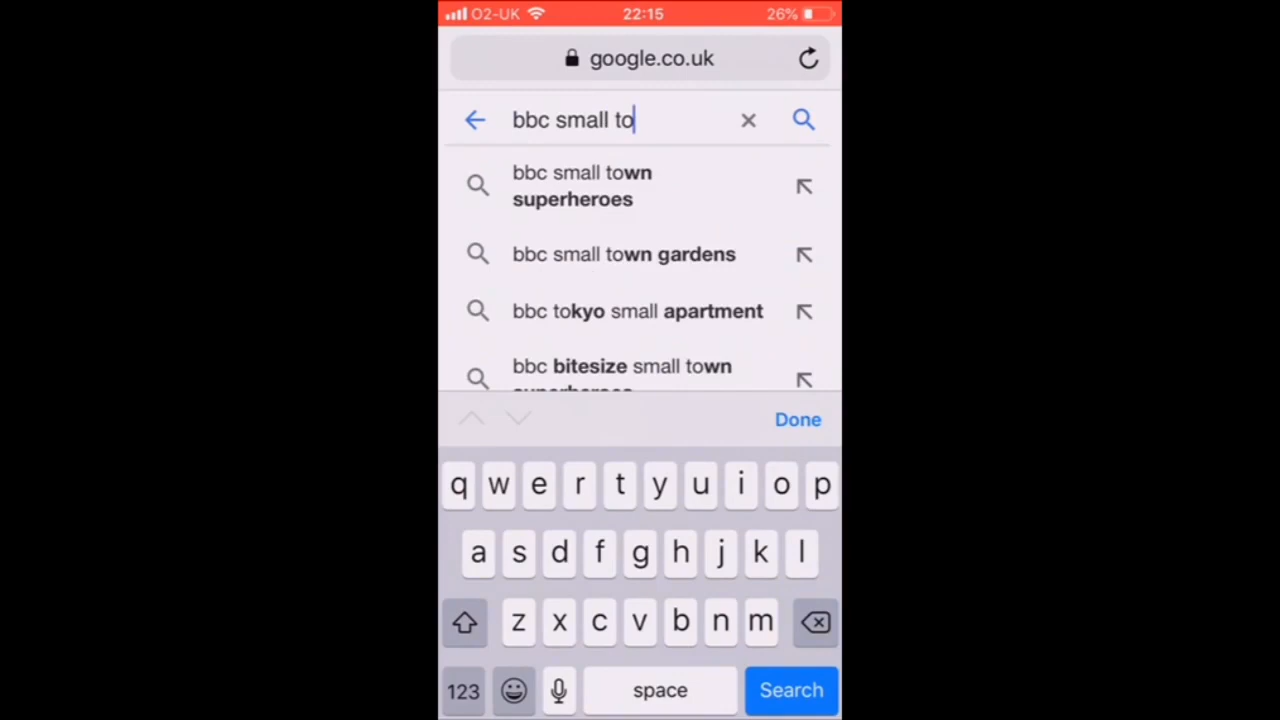 O2-UK 22:15 26%
google.co.uk
bbc small to
bbc small town
superheroes
bbc small town gardens
bbc tokyo small apartment
bbc bitesize small town
superheroes
Done
q w e r t y u i o p
a s d f g h j k l
z x c v b n m
123 space Search